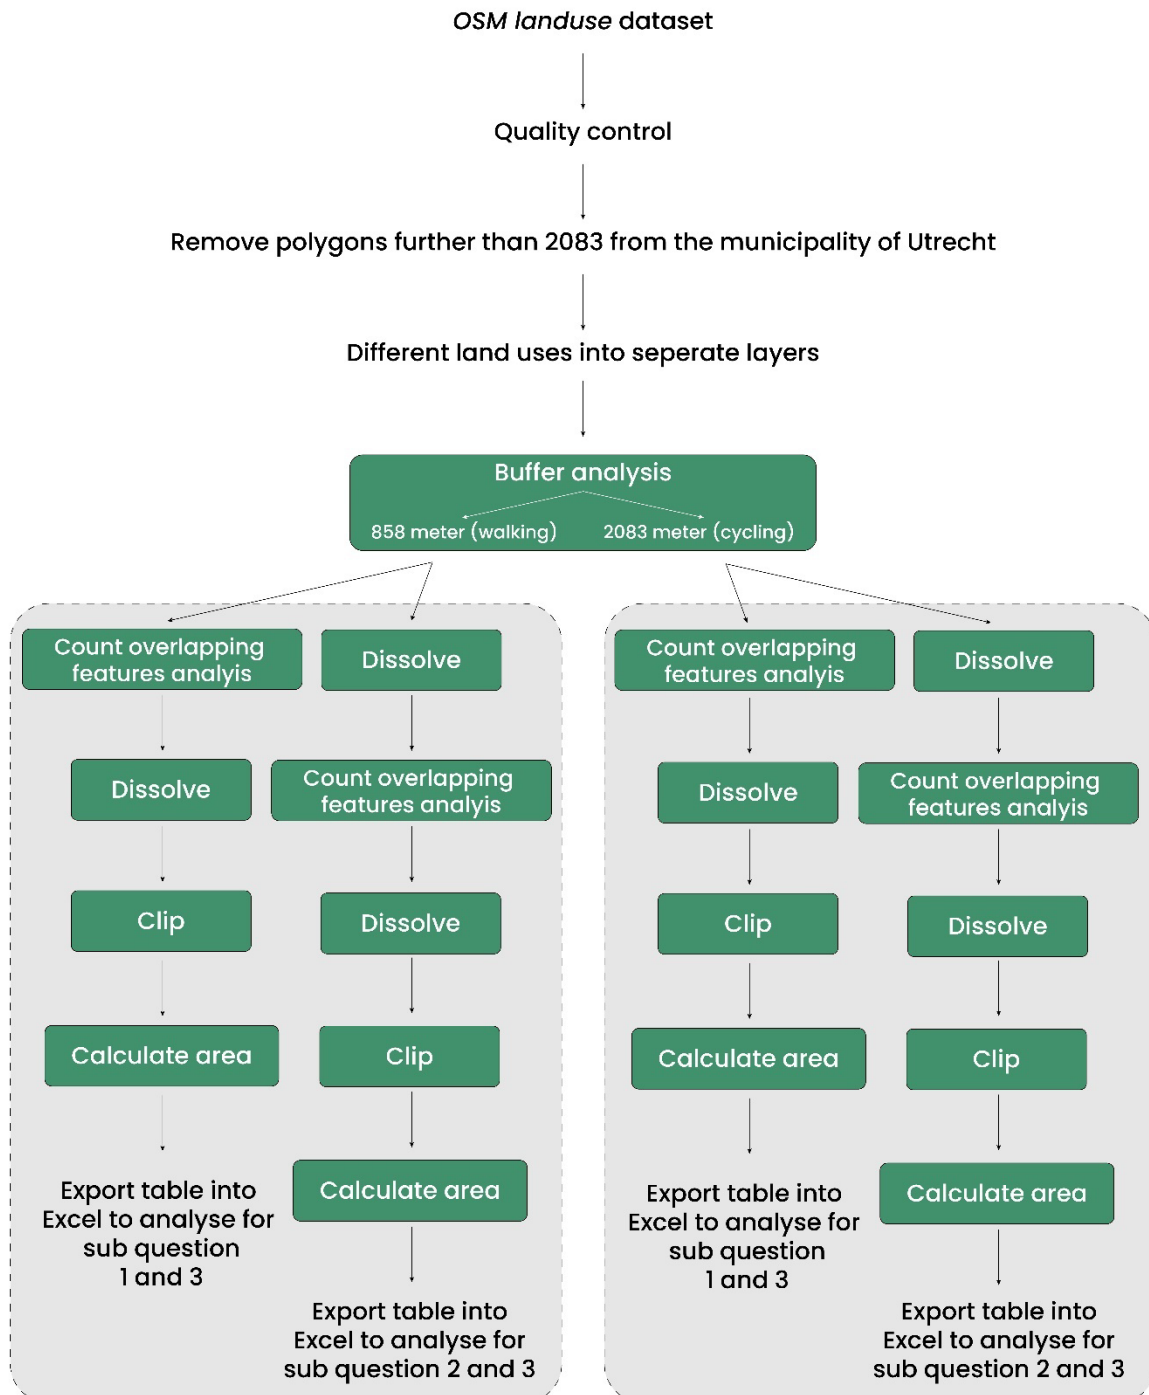 OSM landuse dataset
Quality control
Remove polygons further than 2083 from the municipality of Utrecht
Different land uses into seperate layers
Buffer analysis
858 meter (walking)
2083 meter (cycling)
Count overlapping
features analyis
Dissolve
Clip
Calculate area
Export table into
Excel to analyse for
sub question
1 and 3
Dissolve
Count overlapping
features analyis
Dissolve
Clip
Calculate area
Export table into
Excel to analyse for
sub question 2 and 3
Count overlapping
features analyis
Dissolve
Clip
Calculate area
Export table into
Excel to analyse for
sub question
1 and 3
Dissolve
Count overlapping
features analyis
Dissolve
Clip
Calculate area
Export table into
Excel to analyse for
sub question 2 and 3